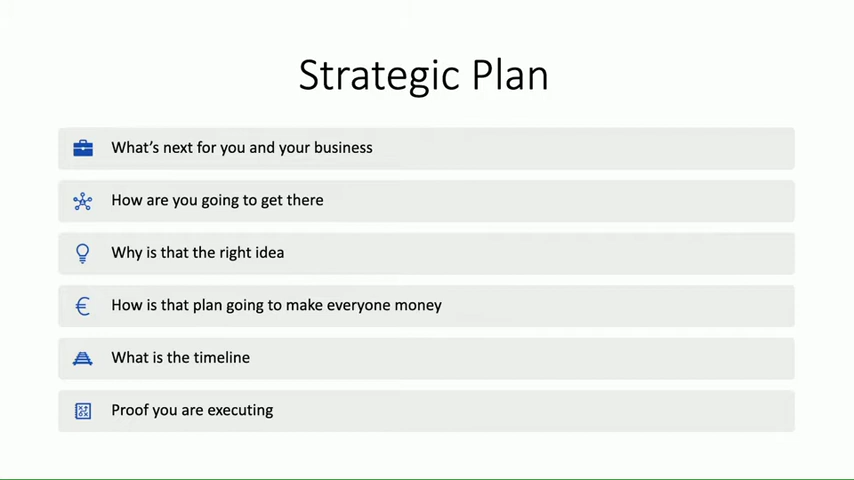 Strategic Plan
What's next for you and your business
How are you going to get there
Why is that the right idea
How is that plan going to make everyone money
What is the timeline
Proof you are executing